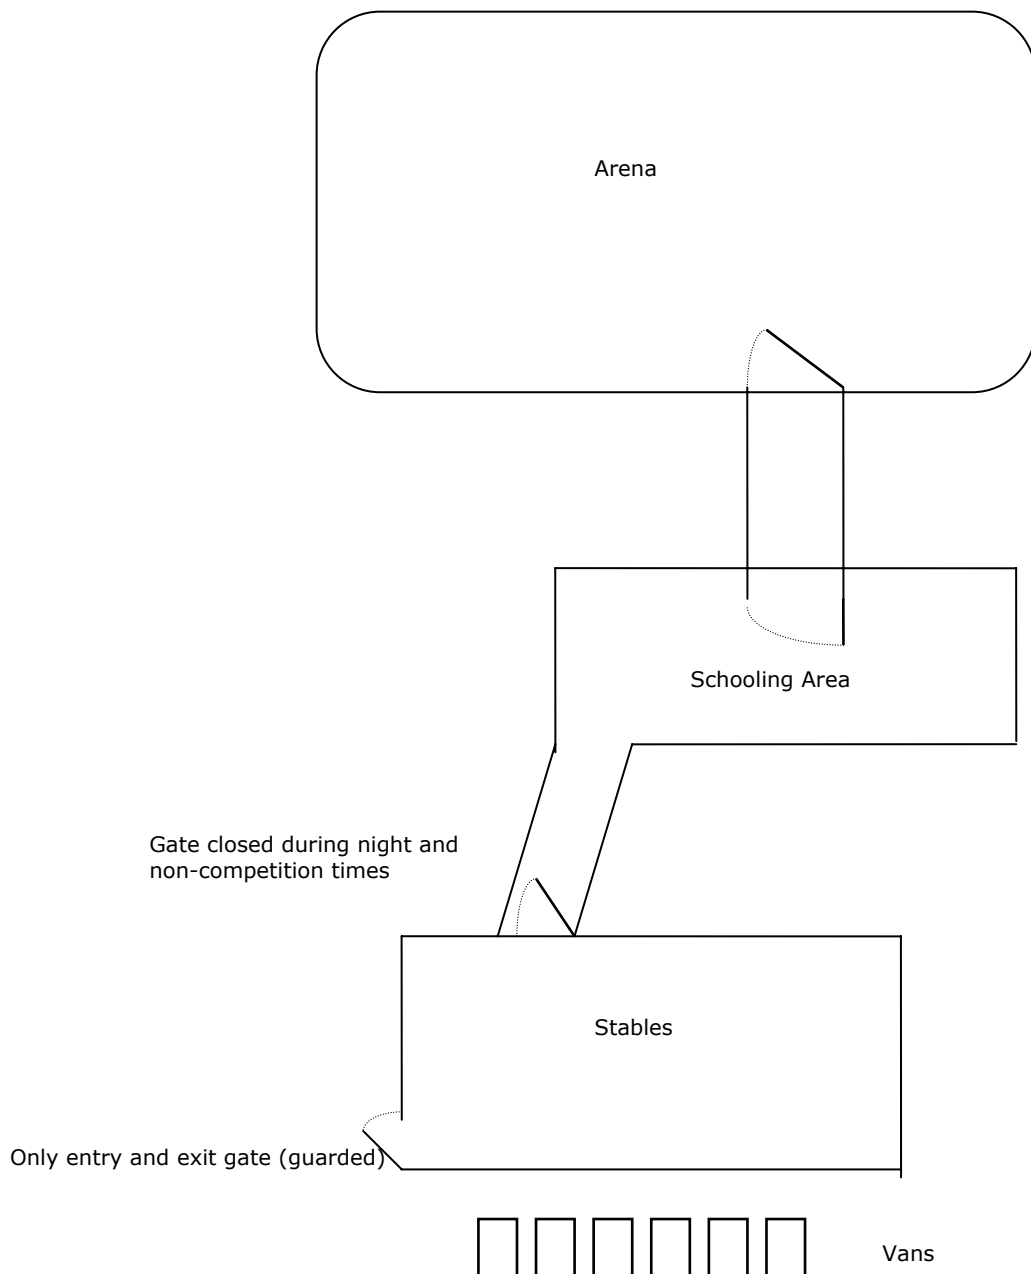 Arena
Schooling Area
Gate closed during night and
non-competition times
Stables
Only entry and exit gate (guarded)
Vans